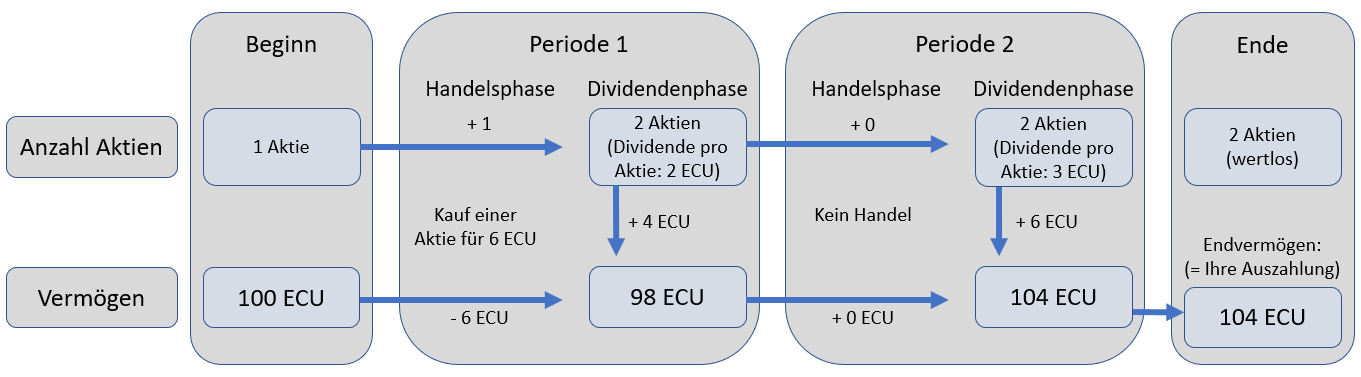 Beginn
Periode 1
Periode 2
Ende
Handelsphase
Dividendenphase
Handelsphase
Dividendenphase
Anzahl Aktien
1 Aktie
+ 1
2 Aktien
(Dividende pro
Aktie: 2 ECU)
+ 0
2 Aktien
(Dividende pro
Aktie: 3 ECU)
2 Aktien
(wertlos)
Kauf einer
Aktie für 6 ECU
+ 4 ECU
Kein Handel
+ 6 ECU
Endvermögen:
(= Ihre Auszahlung)
Vermögen
100 ECU
- 6 ECU
98 ECU
+ 0 ECU
104 ECU
104 ECU